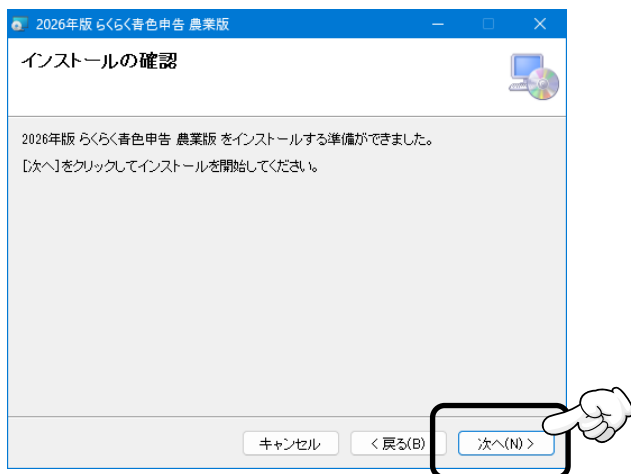 2026年版 らくらく青色申告 農業版
インストールの確認
2026年版 らくらく青色申告 農業版 をインストールする準備ができました。
[次へ]をクリックしてインストールを開始してください。
キャンセル
< 戻る(B)
次へ(N) >